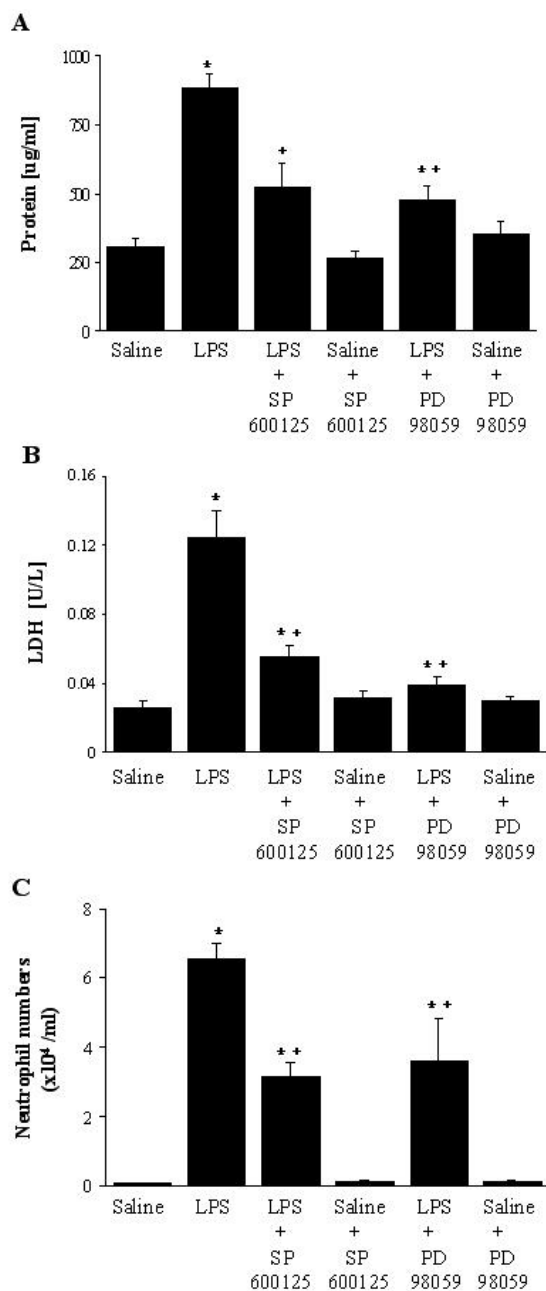 A
Protein [ug/ml]
1000
750
500
250
0
*
+
**
Saline LPS LPS Saline LPS Saline
+ + + +
SP SP PD PD
600125 600125 98059 98059
B
LDH [U/L]
0.16
0.12
0.08
0.04
0
*
**
**
Saline LPS LPS Saline LPS Saline
+ + + +
SP SP PD PD
600125 600125 98059 98059
C
Neutrophil numbers
(x10⁴ /ml)
8
6
4
2
0
*
**
**
Saline LPS LPS Saline LPS Saline
+ + + +
SP SP PD PD
600125 600125 98059 98059